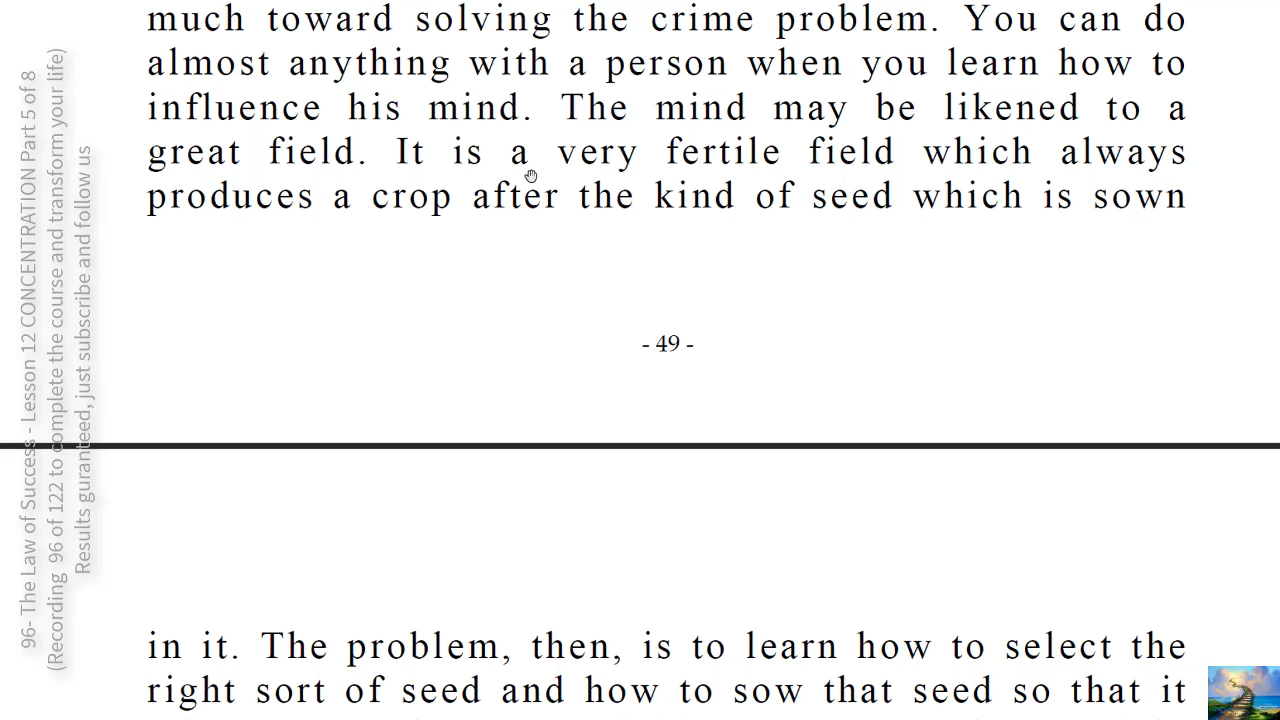 much toward solving the crime problem. You can do
almost anything with a person when you learn how to
influence his mind. The mind may be likened to a
great field. It is a very fertile field which always
produces a crop after the kind of seed which is sown
- 49 -
in it. The problem, then, is to learn how to select the
right sort of seed and how to sow that seed so that it
96- The Law of Success - Lesson 12 CONCENTRATION Part 5 of 8
(Recording 96 of 122 to complete the course and transform your life)
Results guranteed, just subscribe and follow us